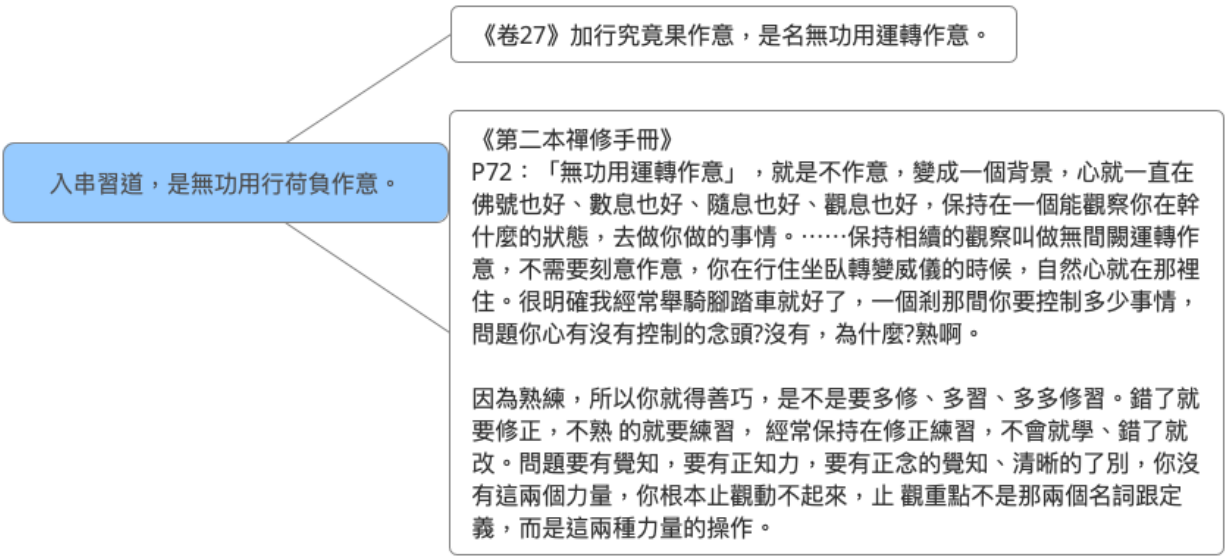 《卷27》加行究竟果作意，是名無功用運轉作意。
入串習道，是無功用行荷負作意。
《第二本禪修手冊》
P72：「無功用運轉作意」，就是不作意，變成一個背景，心就一直在
佛號也好、數息也好、隨息也好、觀息也好，保持在一個能觀察你在幹
什麼的狀態，去做你做的事情。⋯⋯保持相續的觀察叫做無間闕運轉作
意，不需要刻意作意，你在行住坐臥轉變威儀的時候，自然心就在那裡
住。很明確我經常舉騎腳踏車就好了，一個剎那間你要控制多少事情，
問題你心有沒有控制的念頭?沒有，為什麼?熟啊。
因為熟練，所以你就得善巧，是不是要多修、多習、多多修習。錯了就
要修正，不熟 的就要練習， 經常保持在修正練習，不會就學、錯了就
改。問題要有覺知，要有正知力，要有正念的覺知、清晰的了別，你沒
有這兩個力量，你根本止觀動不起來，止 觀重點不是那兩個名詞跟定
義，而是這兩種力量的操作。